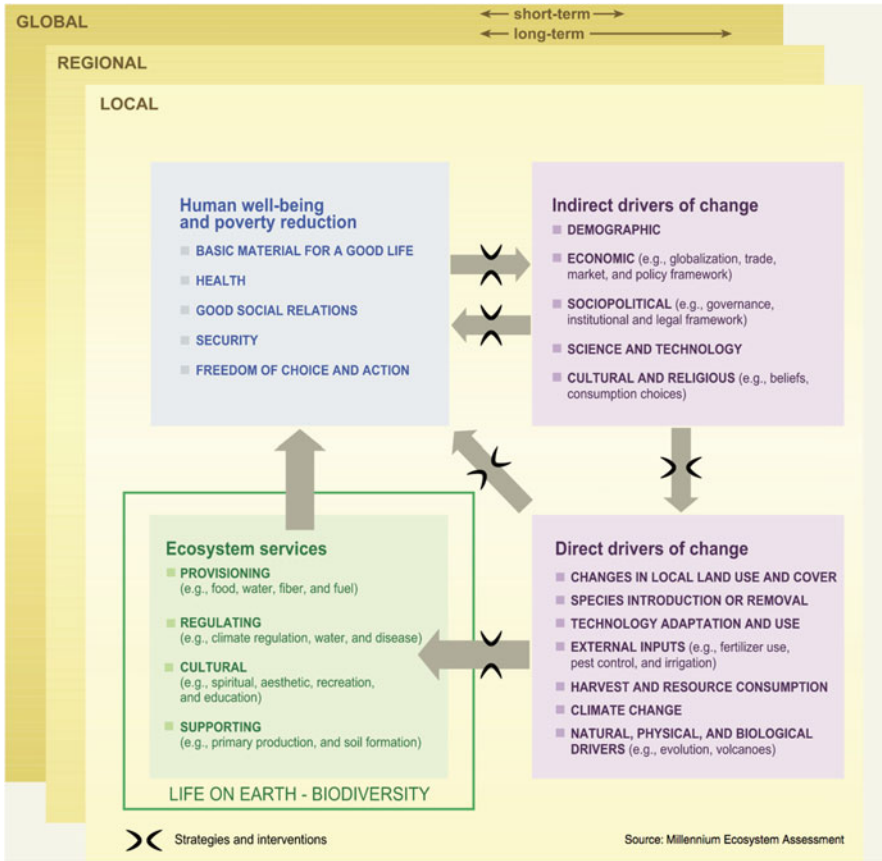 GLOBAL
short-term
long-term
REGIONAL
LOCAL
Human well-being
and poverty reduction
BASIC MATERIAL FOR A GOOD LIFE
HEALTH
GOOD SOCIAL RELATIONS
SECURITY
FREEDOM OF CHOICE AND ACTION
Indirect drivers of change
DEMOGRAPHIC
ECONOMIC (e.g., globalization, trade,
market, and policy framework)
SOCIOPOLITICAL (e.g., governance,
institutional and legal framework)
SCIENCE AND TECHNOLOGY
CULTURAL AND RELIGIOUS (e.g., beliefs,
consumption choices)
Ecosystem services
PROVISIONING
(e.g., food, water, fiber, and fuel)
REGULATING
(e.g., climate regulation, water, and disease)
CULTURAL
(e.g., spiritual, aesthetic, recreation,
and education)
SUPPORTING
(e.g., primary production, and soil formation)
LIFE ON EARTH - BIODIVERSITY
Direct drivers of change
CHANGES IN LOCAL LAND USE AND COVER
SPECIES INTRODUCTION OR REMOVAL
TECHNOLOGY ADAPTATION AND USE
EXTERNAL INPUTS (e.g., fertilizer use,
pest control, and irrigation)
HARVEST AND RESOURCE CONSUMPTION
CLIMATE CHANGE
NATURAL, PHYSICAL, AND BIOLOGICAL
DRIVERS (e.g., evolution, volcanoes)
Strategies and interventions
Source: Millennium Ecosystem Assessment